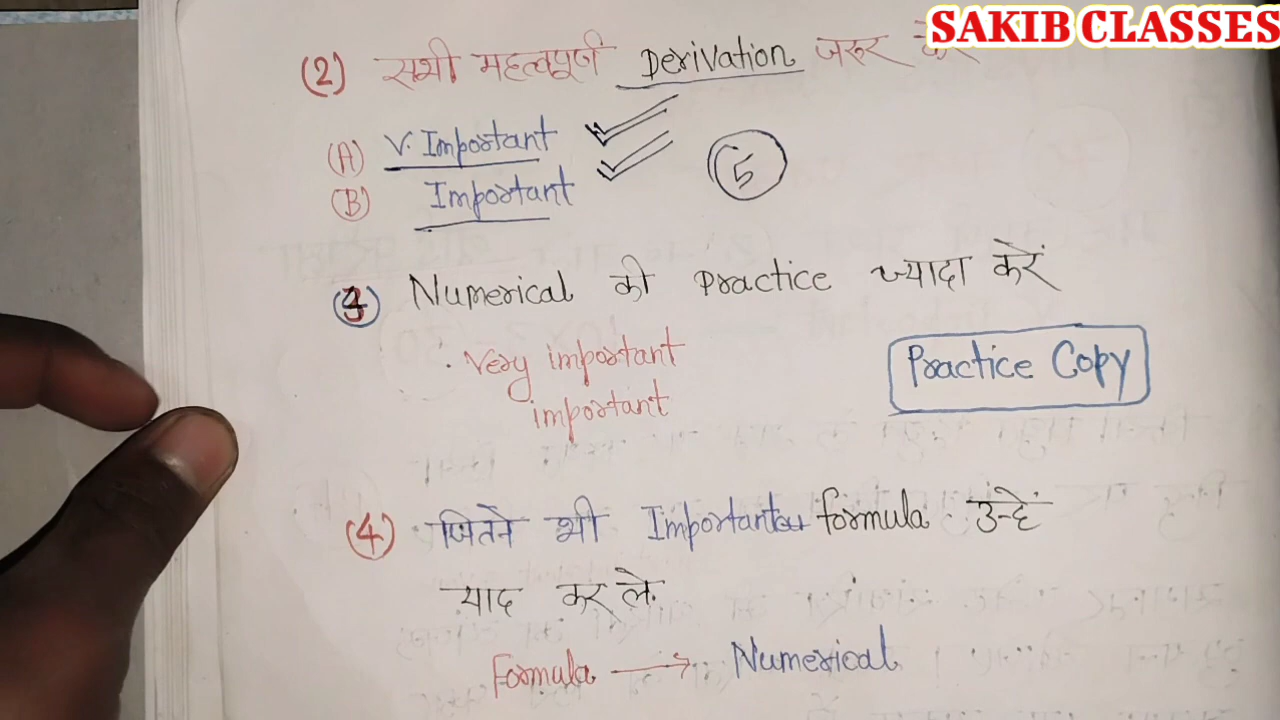 SAKIB CLASSES
(2) सभी महत्वपूर्ण Derivation जरूर करें
(A) V. Important
(B) Important
5
(3) Numerical की Practice ज्यादा करें
Very important
important
Practice Copy
(4) जितने भी Important formula उन्हें
याद कर ले
Formula → Numerical